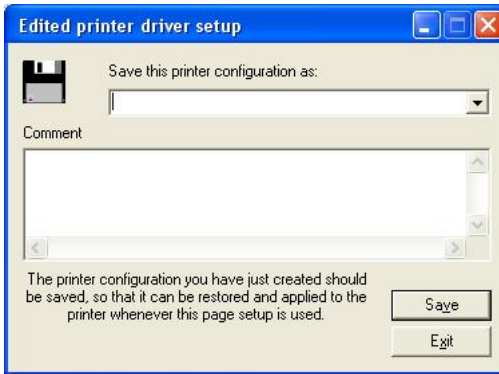 Edited printer driver setup
Save this printer configuration as:
Comment
The printer configuration you have just created should
be saved, so that it can be restored and applied to the
printer whenever this page setup is used.
Save
Exit